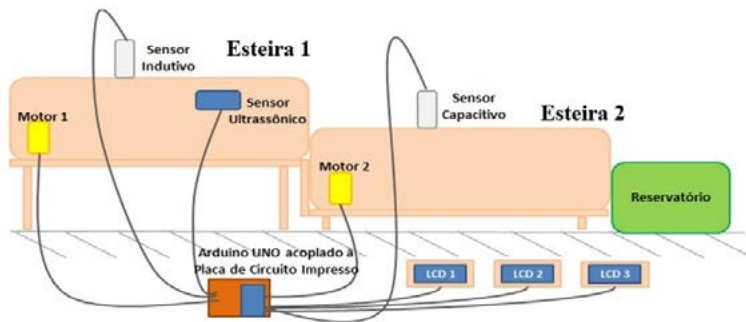 Sensor
Indutivo
Esteira 1
Motor 1
Sensor
Ultrassônico
Sensor
Capacitivo
Esteira 2
Motor 2
Reservatório
Arduino UNO acoplado à
Placa de Circuito Impresso
LCD 1
LCD 2
LCD 3